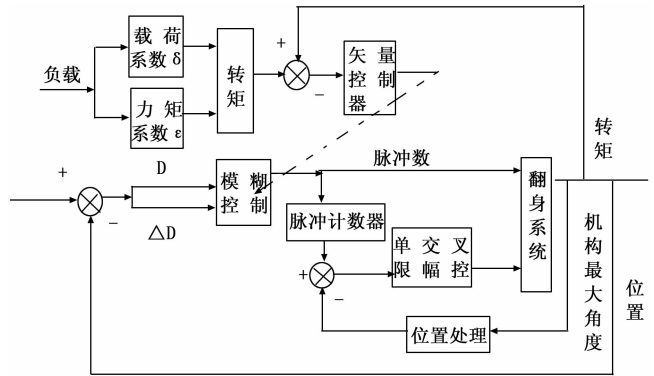 载荷
系数δ
负载
力矩
系数ε
转
矩
+
−
矢量
控制
器
转
矩
+
−
D
△D
模糊
控制
脉冲数
脉冲计数器
+
−
单交叉
限幅控
翻
身
系
统
机
构
最
大
角
度
位
置
位置处理